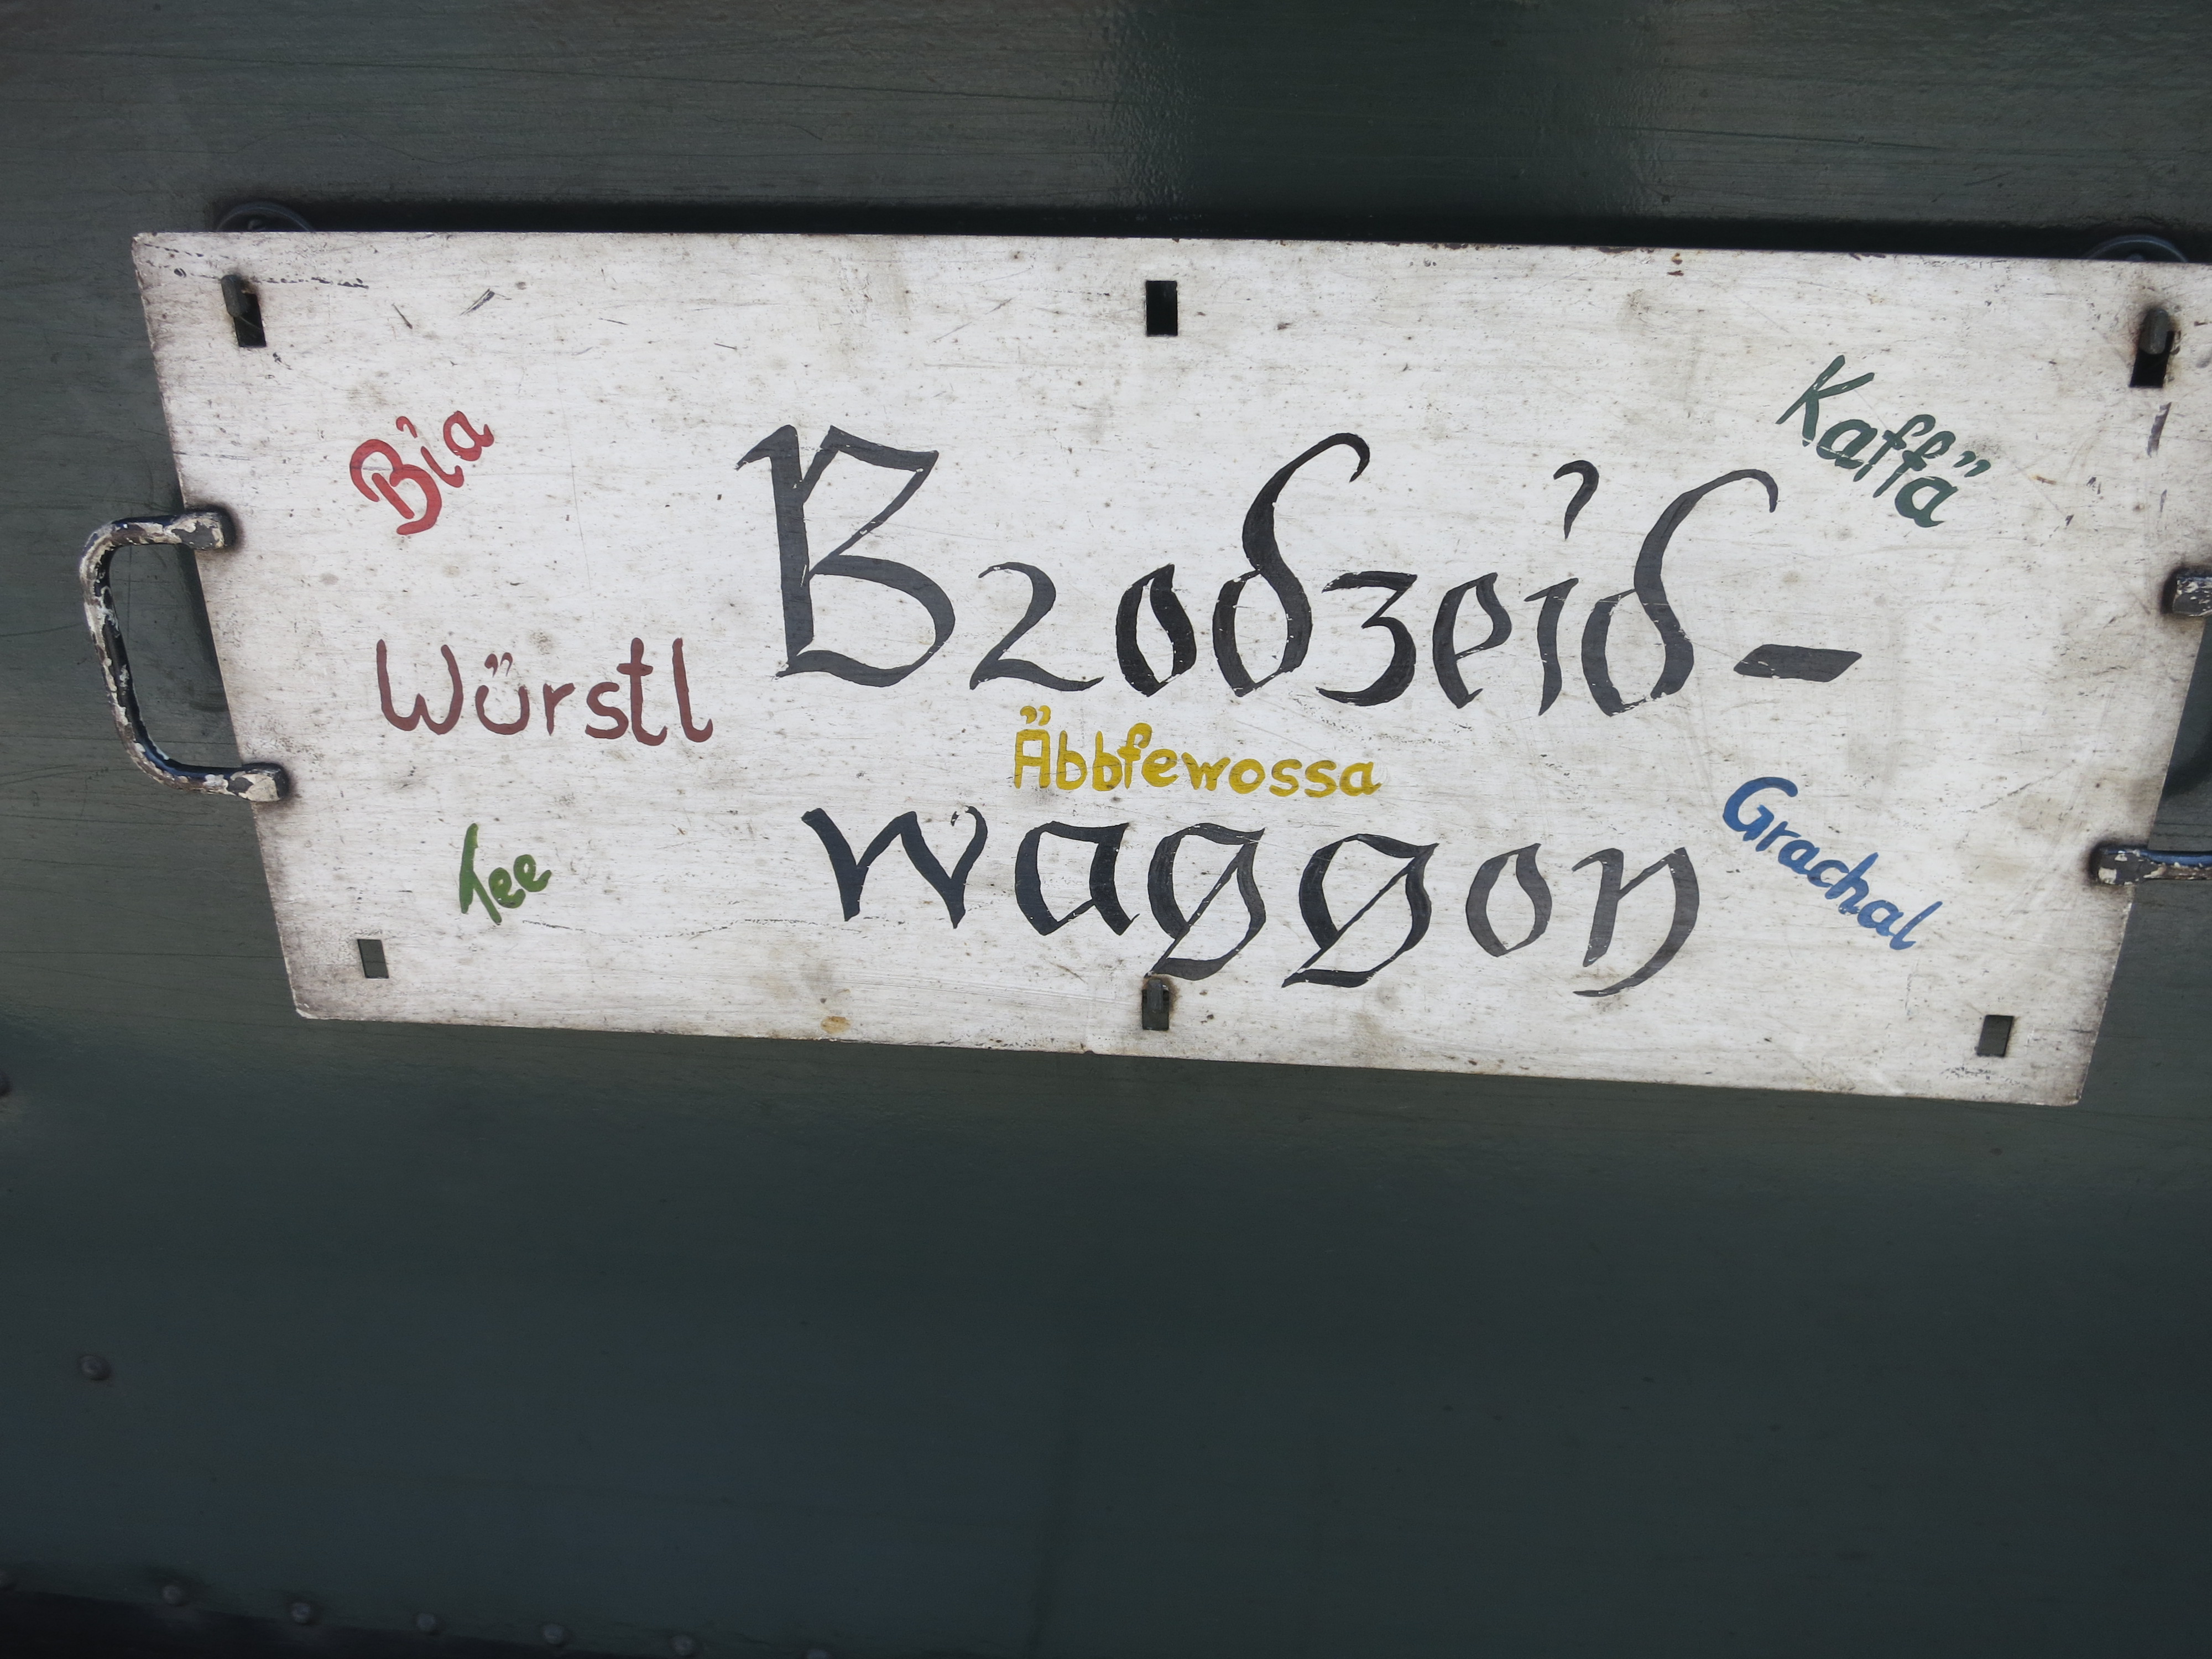 Bia
Kaffä
Brodzeid-
Würstl
Äbbfewossa
Tee
waggon
Grachal